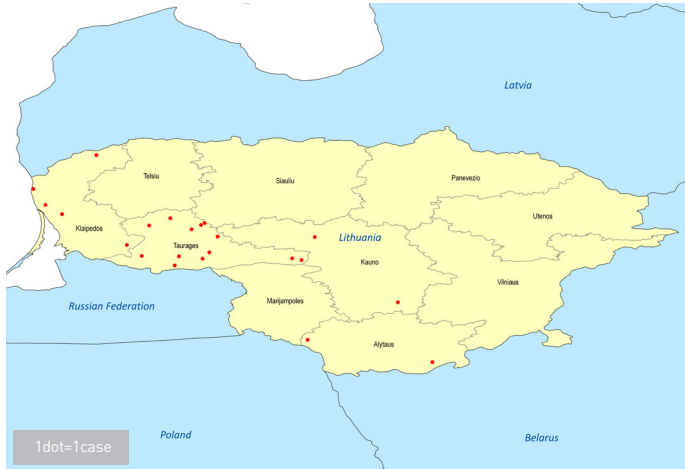 Latvia
Telsiu
Siauliu
Panevezio
Utenos
Klaipedos
Taurages
Lithuania
Kauno
Vilniaus
Russian Federation
Marijampoles
Alytaus
Poland
Belarus
1dot=1case